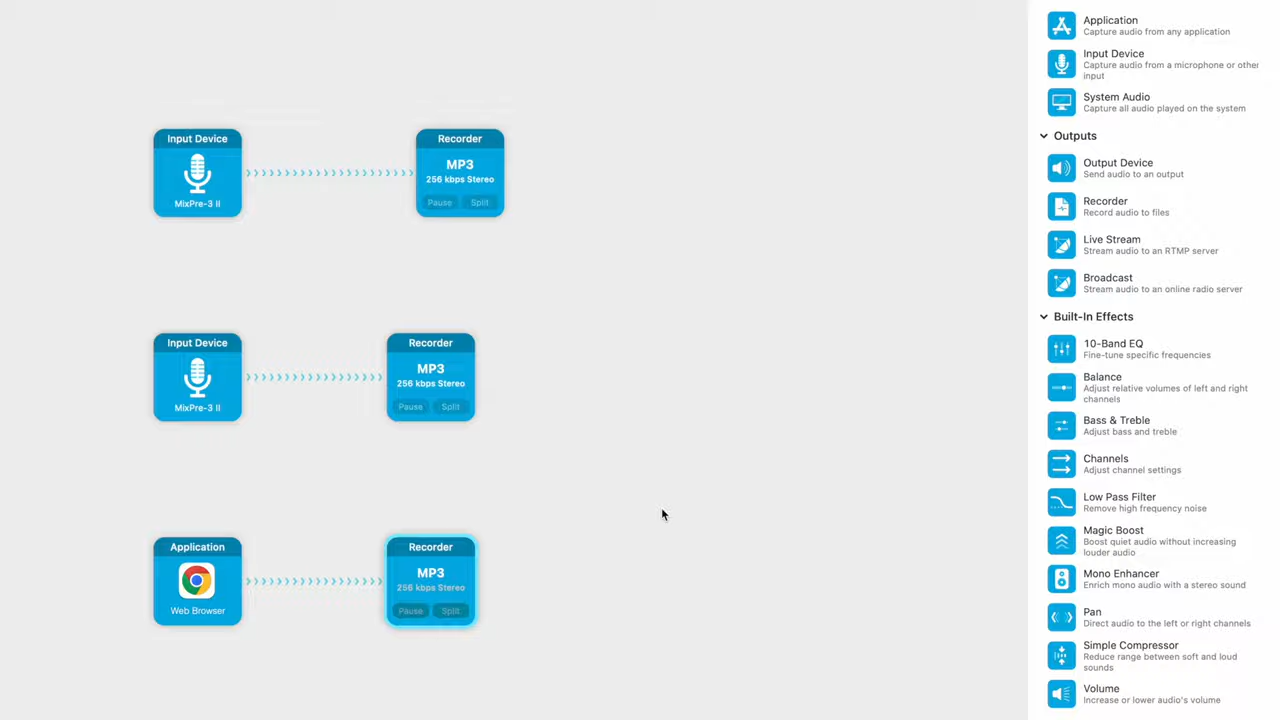 Input Device
MixPre-3 II
Recorder
MP3
256 kbps Stereo
Pause Split
Input Device
MixPre-3 II
Recorder
MP3
256 kbps Stereo
Pause Split
Application
Web Browser
Recorder
MP3
256 kbps Stereo
Pause Split
Application
Capture audio from any application
Input Device
Capture audio from a microphone or other
input
System Audio
Capture all audio played on the system
Outputs
Output Device
Send audio to an output
Recorder
Record audio to files
Live Stream
Stream audio to an RTMP server
Broadcast
Stream audio to an online radio server
Built-In Effects
10-Band EQ
Fine-tune specific frequencies
Balance
Adjust relative volumes of left and right
channels
Bass & Treble
Adjust bass and treble
Channels
Adjust channel settings
Low Pass Filter
Remove high frequency noise
Magic Boost
Boost quiet audio without increasing
louder audio
Mono Enhancer
Enrich mono audio with a stereo sound
Pan
Direct audio to the left or right channels
Simple Compressor
Reduce range between soft and loud
sounds
Volume
Increase or lower audio's volume